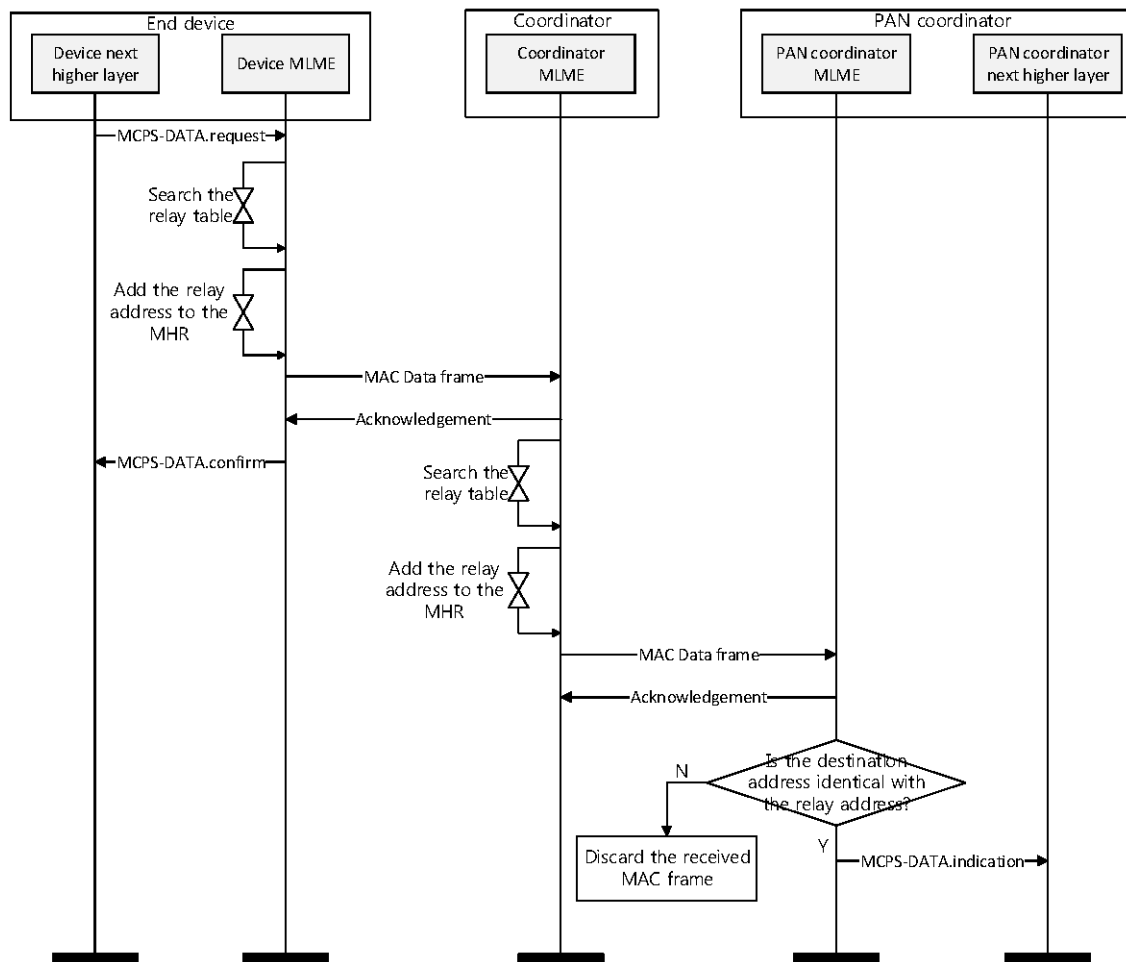 End device
Coordinator
PAN coordinator
Device next
higher layer
Device MLME
Coordinator
MLME
PAN coordinator
MLME
PAN coordinator
next higher layer
MCPS-DATA.request
Search the
relay table
Add the relay
address to the
MHR
MAC Data frame
Acknowledgement
MCPS-DATA.confirm
Search the
relay table
Add the relay
address to the
MHR
MAC Data frame
Acknowledgement
Is the destination
address identical with
the relay address?
N
Y
Discard the received
MAC frame
MCPS-DATA.indication